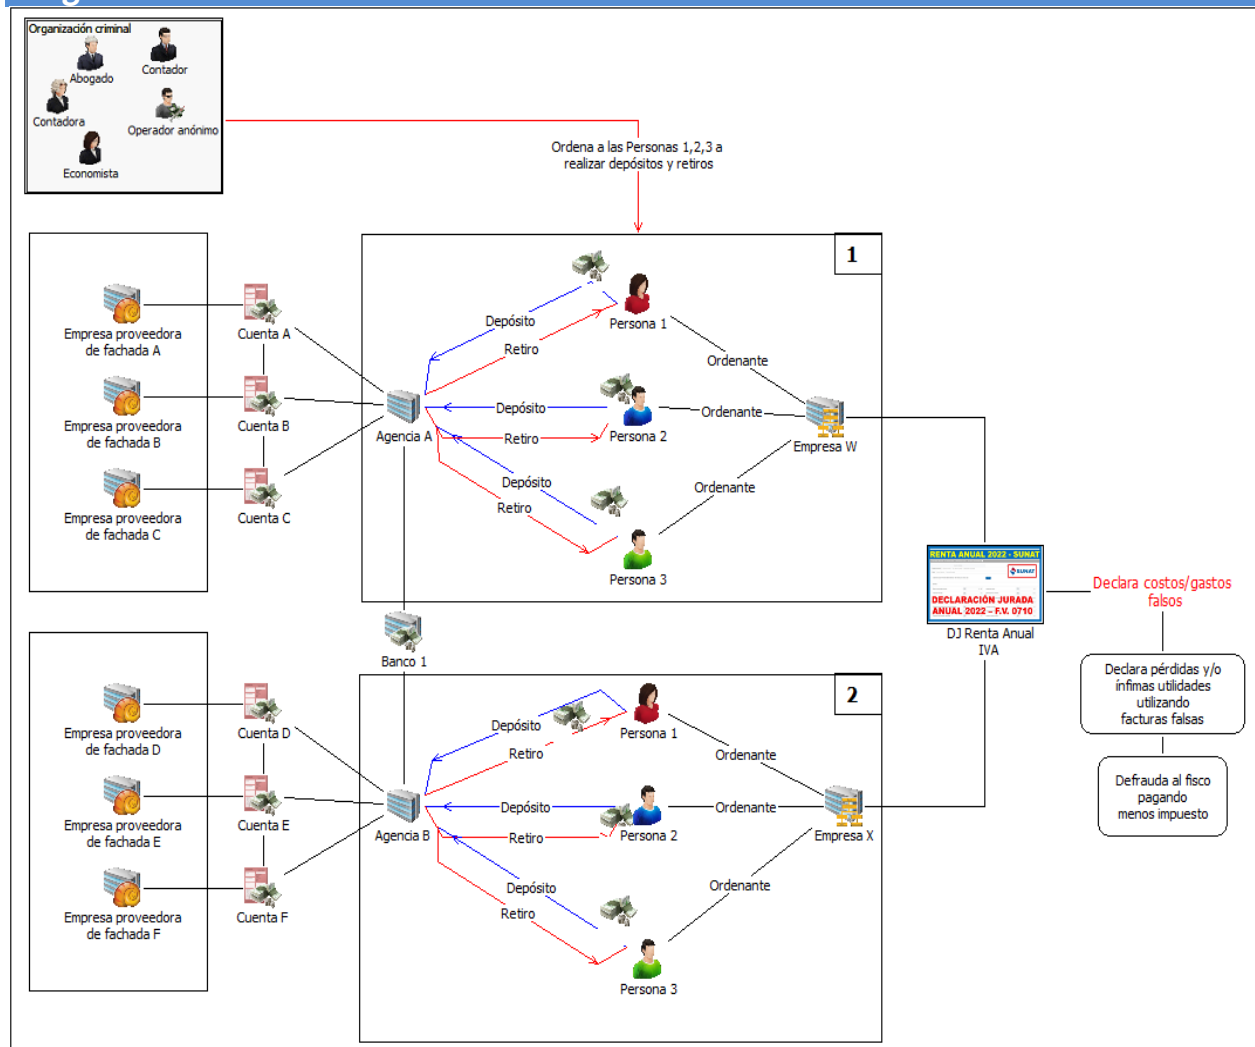 Organización criminal
Abogado
Contador
Contadora
Operador anónimo
Economista
Ordena a las Personas 1,2,3 a
realizar depósitos y retiros
1
Empresa proveedora
de fachada A
Cuenta A
Empresa proveedora
de fachada B
Cuenta B
Empresa proveedora
de fachada C
Cuenta C
Agencia A
Depósito
Retiro
Persona 1
Ordenante
Depósito
Retiro
Persona 2
Ordenante
Depósito
Retiro
Persona 3
Ordenante
Empresa W
Banco 1
RENTA ANUAL 2022 - SUNAT
SUNAT
DECLARACIÓN JURADA
ANUAL 2022 – F.V. 0710
DJ Renta Anual
IVA
Declara costos/gastos
falsos
Declara pérdidas y/o
ínfimas utilidades
utilizando
facturas falsas
Defrauda al fisco
pagando
menos impuesto
2
Empresa proveedora
de fachada D
Cuenta D
Empresa proveedora
de fachada E
Cuenta E
Empresa proveedora
de fachada F
Cuenta F
Agencia B
Depósito
Retiro
Persona 1
Ordenante
Depósito
Retiro
Persona 2
Ordenante
Depósito
Retiro
Persona 3
Ordenante
Empresa X